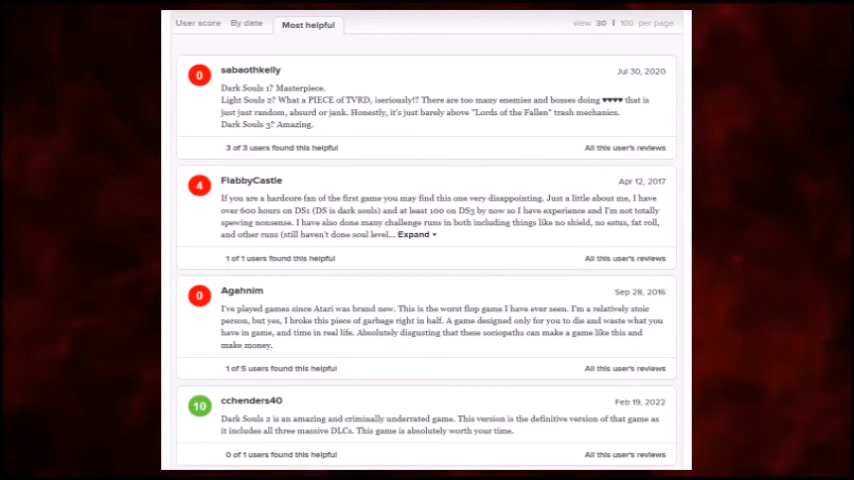 User score By date Most helpful view 30 | 100 per page
0 sabaothkelly Jul 30, 2020
Dark Souls 1? Masterpiece.
Light Souls 2? What a PIECE of TVRD, iseriously!? There are too many enemies and bosses doing ♥♥♥♥ that is
just just random, absurd or jank. Honestly, it's just barely above "Lords of the Fallen" trash mechanics.
Dark Souls 3? Amazing.
3 of 3 users found this helpful All this user's reviews
4 FlabbyCastle Apr 12, 2017
If you are a hardcore fan of the first game you may find this one very disappointing. Just a little about me, I have
over 600 hours on DS1 (DS is dark souls) and at least 100 on DS3 by now so I have experience and I'm not totally
spewing nonsense. I have also done many challenge runs in both including things like no shield, no estus, fat roll,
and other runs (still haven't done soul level... Expand
1 of 1 users found this helpful All this user's reviews
0 Agahnim Sep 28, 2016
I've played games since Atari was brand new. This is the worst flop game I have ever seen. I'm a relatively stoic
person, but yes, I broke this piece of garbage right in half. A game designed only for you to die and waste what you
have in game, and time in real life. Absolutely disgusting that these sociopaths can make a game like this and
make money.
1 of 5 users found this helpful All this user's reviews
10 cchenders40 Feb 19, 2022
Dark Souls 2 is an amazing and criminally underrated game. This version is the definitive version of that game as
it includes all three massive DLCs. This game is absolutely worth your time.
0 of 1 users found this helpful All this user's reviews